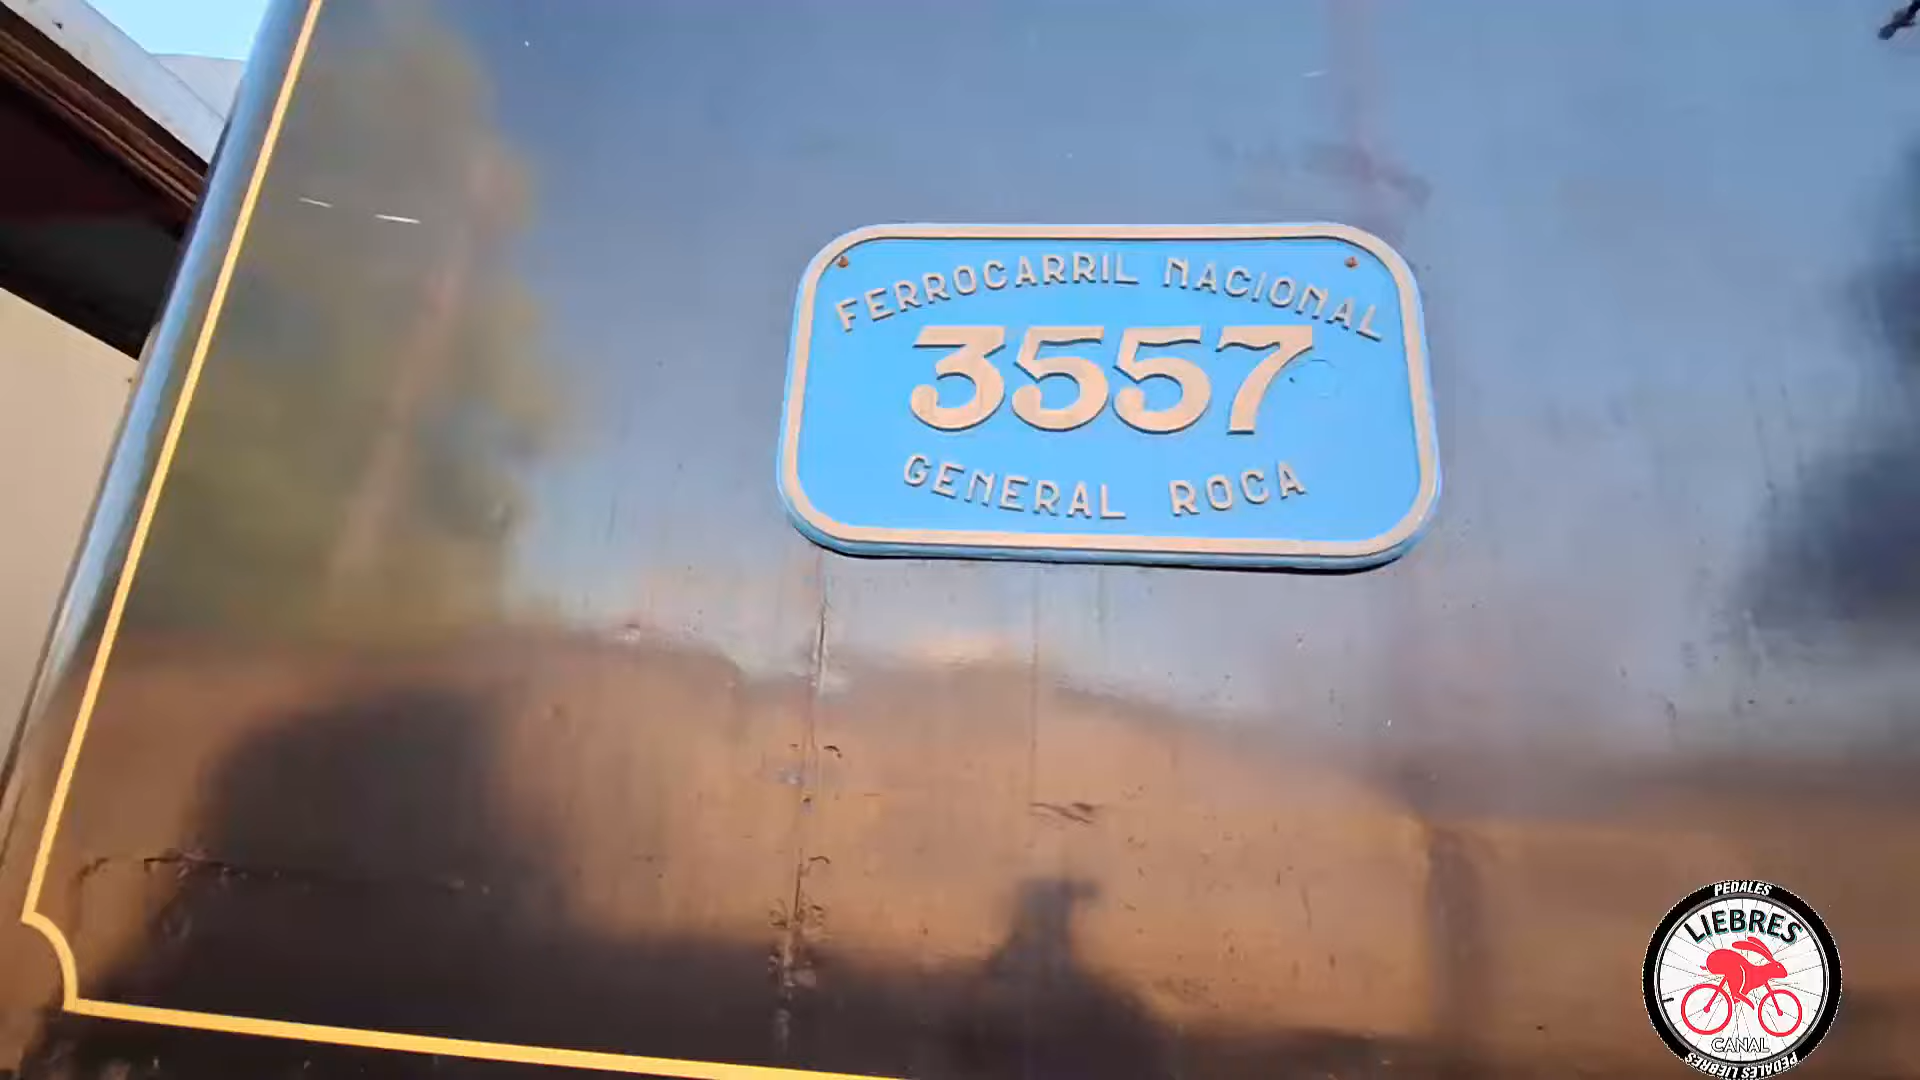 FERROCARRIL NACIONAL
3557
GENERAL ROCA
PEDALES
LIEBRES
CANAL
PEDALES LIEBRES